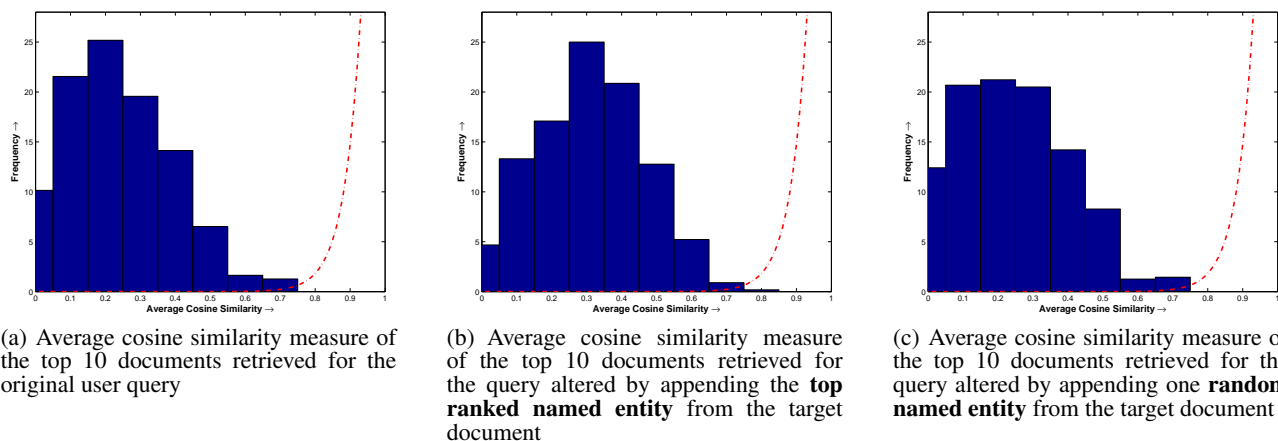 25
20
15
10
5
0
Frequency →
0 0.1 0.2 0.3 0.4 0.5 0.6 0.7 0.8 0.9 1
Average Cosine Similarity →
(a) Average cosine similarity measure of
the top 10 documents retrieved for the
original user query
25
20
15
10
5
0
Frequency →
0 0.1 0.2 0.3 0.4 0.5 0.6 0.7 0.8 0.9 1
Average Cosine Similarity →
(b) Average cosine similarity measure
of the top 10 documents retrieved for
the query altered by appending the top
ranked named entity from the target
document
25
20
15
10
5
0
Frequency →
0 0.1 0.2 0.3 0.4 0.5 0.6 0.7 0.8 0.9 1
Average Cosine Similarity →
(c) Average cosine similarity measure o
the top 10 documents retrieved for th
query altered by appending one random
named entity from the target document